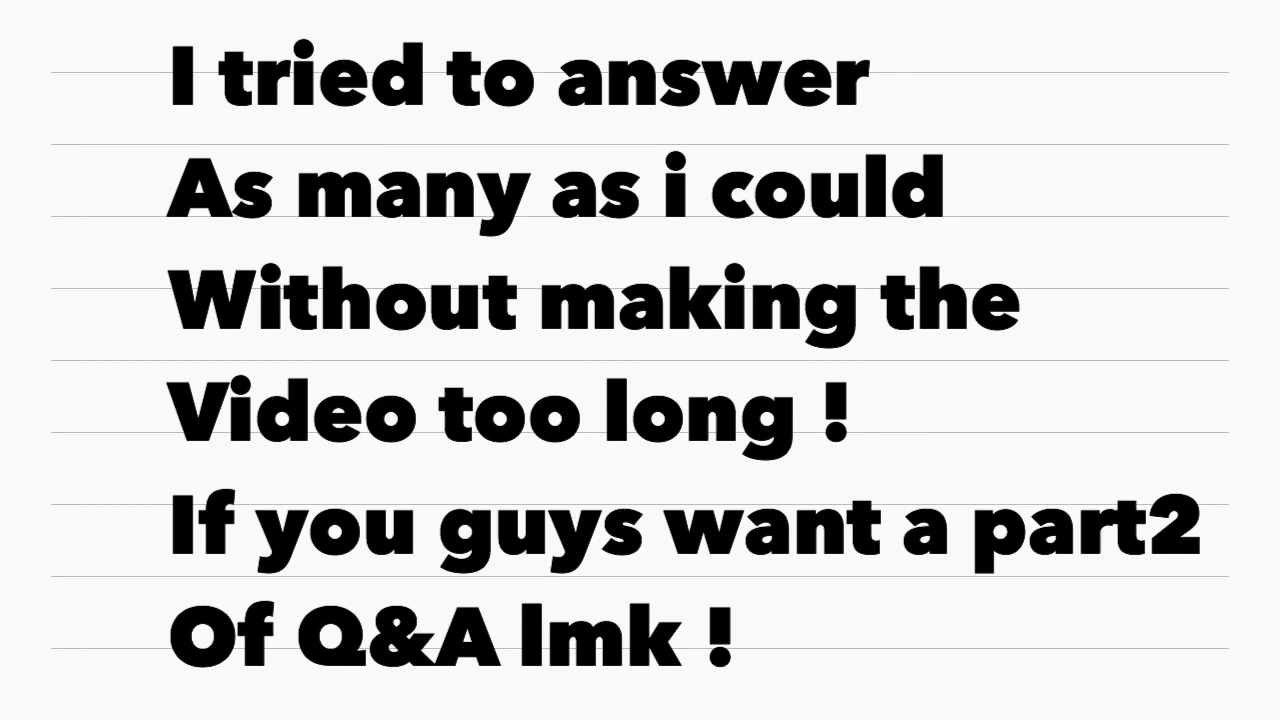 I tried to answer
As many as i could
Without making the
Video too long !
If you guys want a part2
Of Q&A lmk !